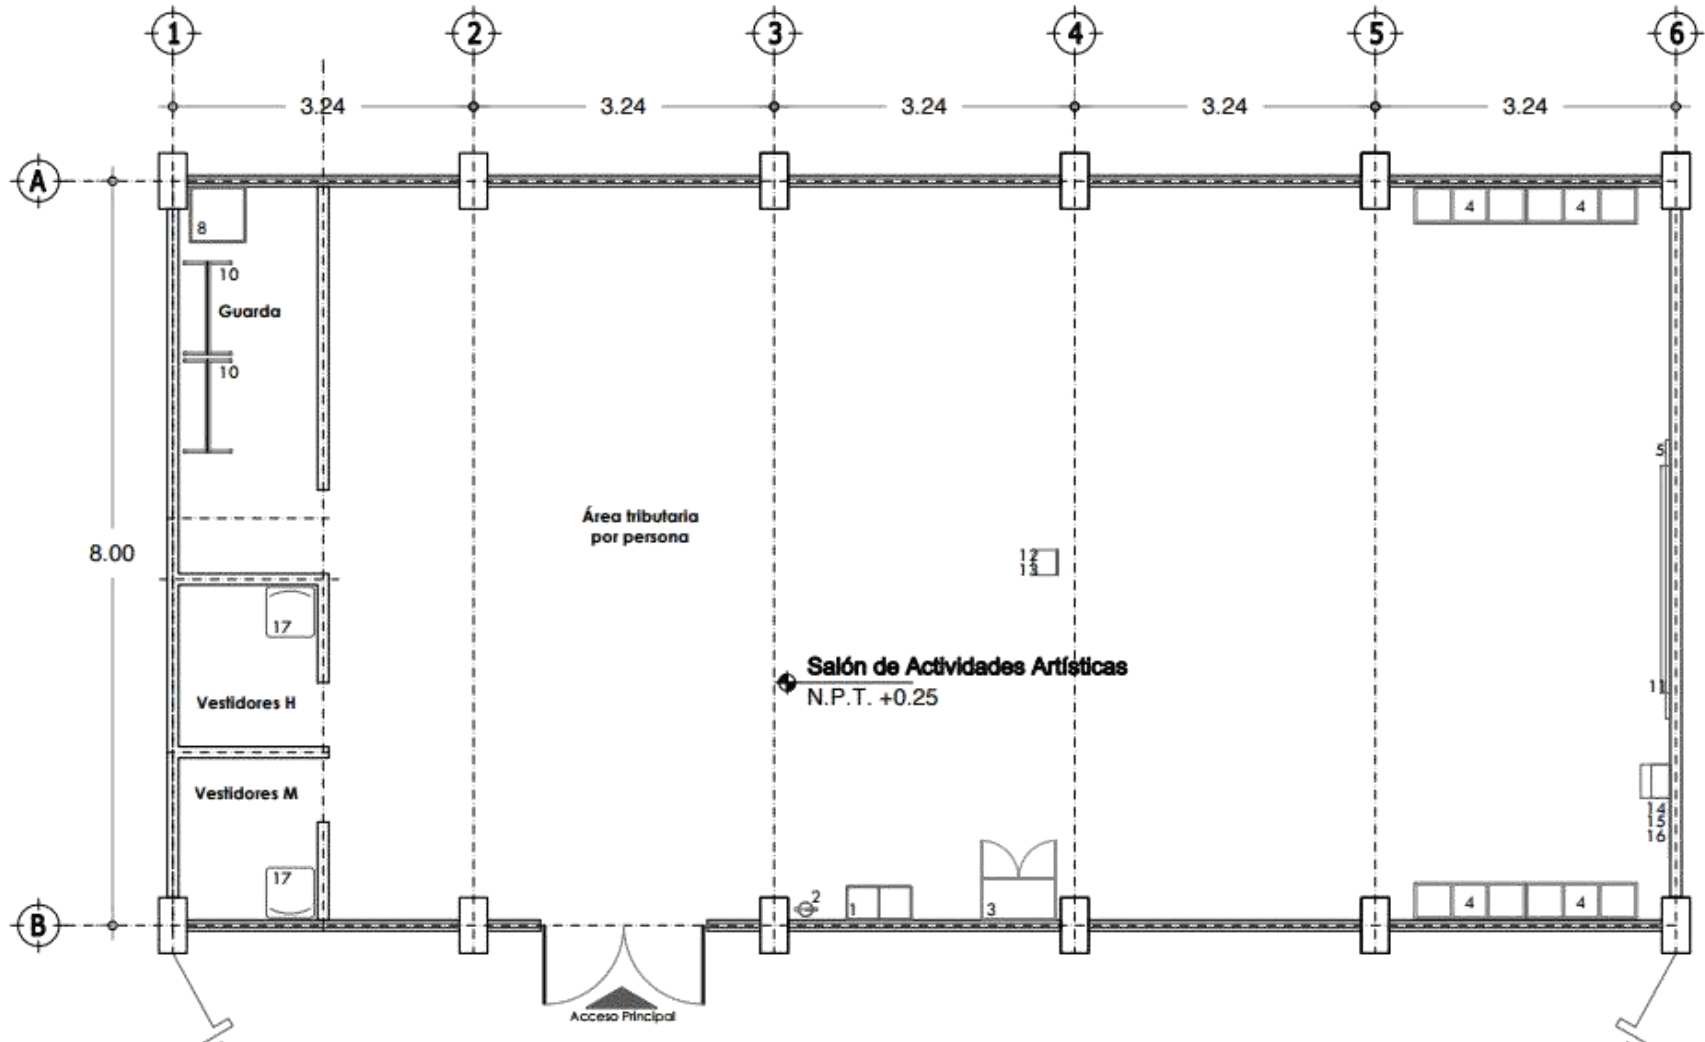 1 2 3 4 5 6
3.24 3.24 3.24 3.24 3.24
A
4 4
8
10
Guarda
10
5
Área tributaria
por persona
8.00
12
13
17
Salón de Actividades Artísticas
N.P.T. +0.25
11
Vestidores H
Vestidores M
14
15
16
17
2
1
3
4 4
B
Acceso Principal